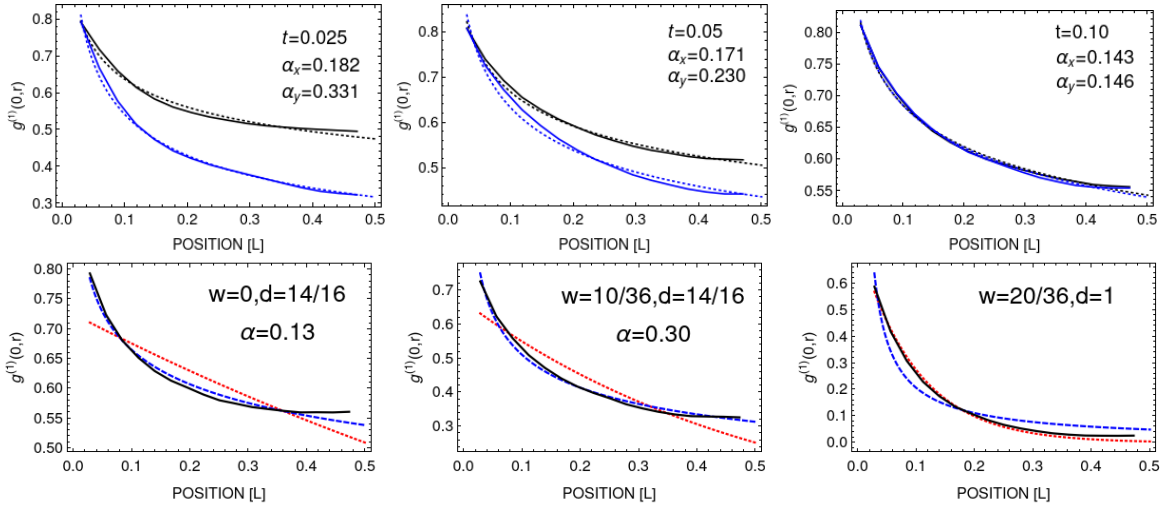 t=0.025
αx=0.182
αy=0.331
g(1)(0,r)
0.8
0.7
0.6
0.5
0.4
0.3
0.0 0.1 0.2 0.3 0.4 0.5
POSITION [L]
t=0.05
αx=0.171
αy=0.230
g(1)(0,r)
0.8
0.7
0.6
0.5
0.0 0.1 0.2 0.3 0.4 0.5
POSITION [L]
t=0.10
αx=0.143
αy=0.146
g(1)(0,r)
0.80
0.75
0.70
0.65
0.60
0.55
0.0 0.1 0.2 0.3 0.4 0.5
POSITION [L]
w=0,d=14/16
α=0.13
g(1)(0,r)
0.80
0.75
0.70
0.65
0.60
0.55
0.50
0.0 0.1 0.2 0.3 0.4 0.5
POSITION [L]
w=10/36,d=14/16
α=0.30
g(1)(0,r)
0.7
0.6
0.5
0.4
0.3
0.0 0.1 0.2 0.3 0.4 0.5
POSITION [L]
w=20/36,d=1
g(1)(0,r)
0.7
0.6
0.5
0.4
0.3
0.2
0.1
0.0
0.0 0.1 0.2 0.3 0.4 0.5
POSITION [L]